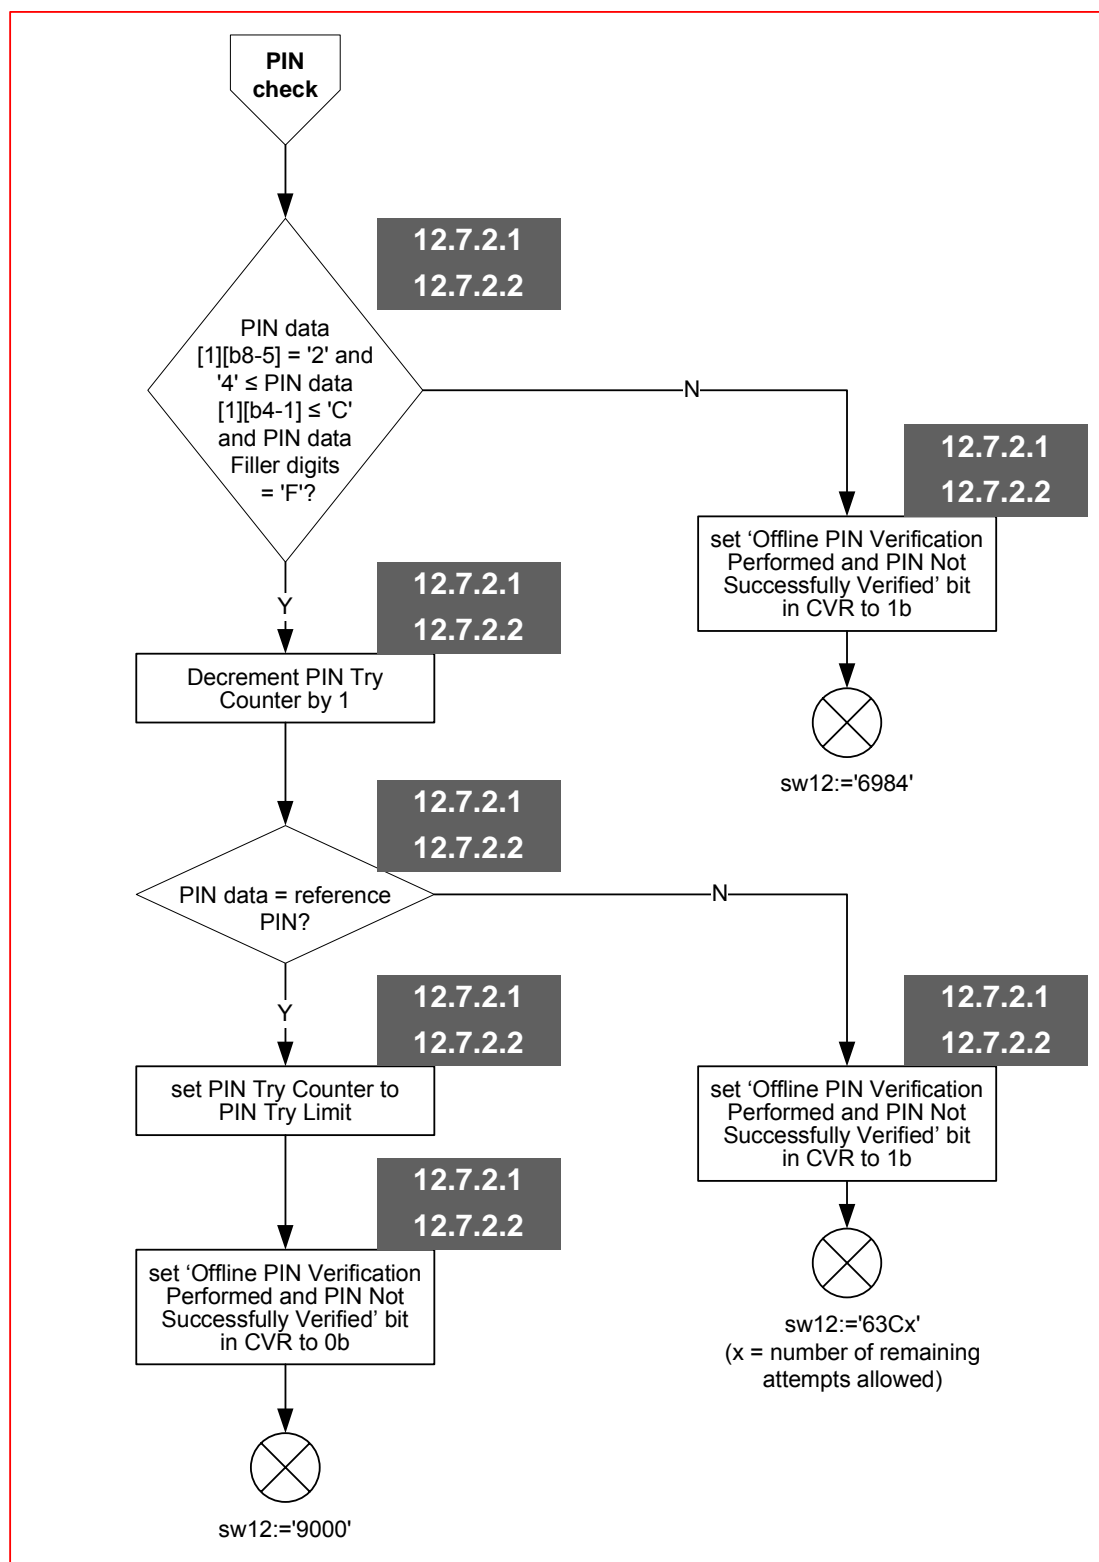 PIN
check
12.7.2.1
12.7.2.2
PIN data
[1][b8-5] = '2' and
'4' ≤ PIN data
[1][b4-1] ≤ 'C'
and PIN data
Filler digits
= 'F'?
N
12.7.2.1
12.7.2.2
set ‘Offline PIN Verification
Performed and PIN Not
Successfully Verified’ bit
in CVR to 1b
sw12:='6984'
Y
12.7.2.1
12.7.2.2
Decrement PIN Try
Counter by 1
12.7.2.1
12.7.2.2
PIN data = reference
PIN?
N
12.7.2.1
12.7.2.2
set ‘Offline PIN Verification
Performed and PIN Not
Successfully Verified’ bit
in CVR to 1b
sw12:='63Cx'
(x = number of remaining
attempts allowed)
Y
12.7.2.1
12.7.2.2
set PIN Try Counter to
PIN Try Limit
12.7.2.1
12.7.2.2
set ‘Offline PIN Verification
Performed and PIN Not
Successfully Verified’ bit
in CVR to 0b
sw12:='9000'